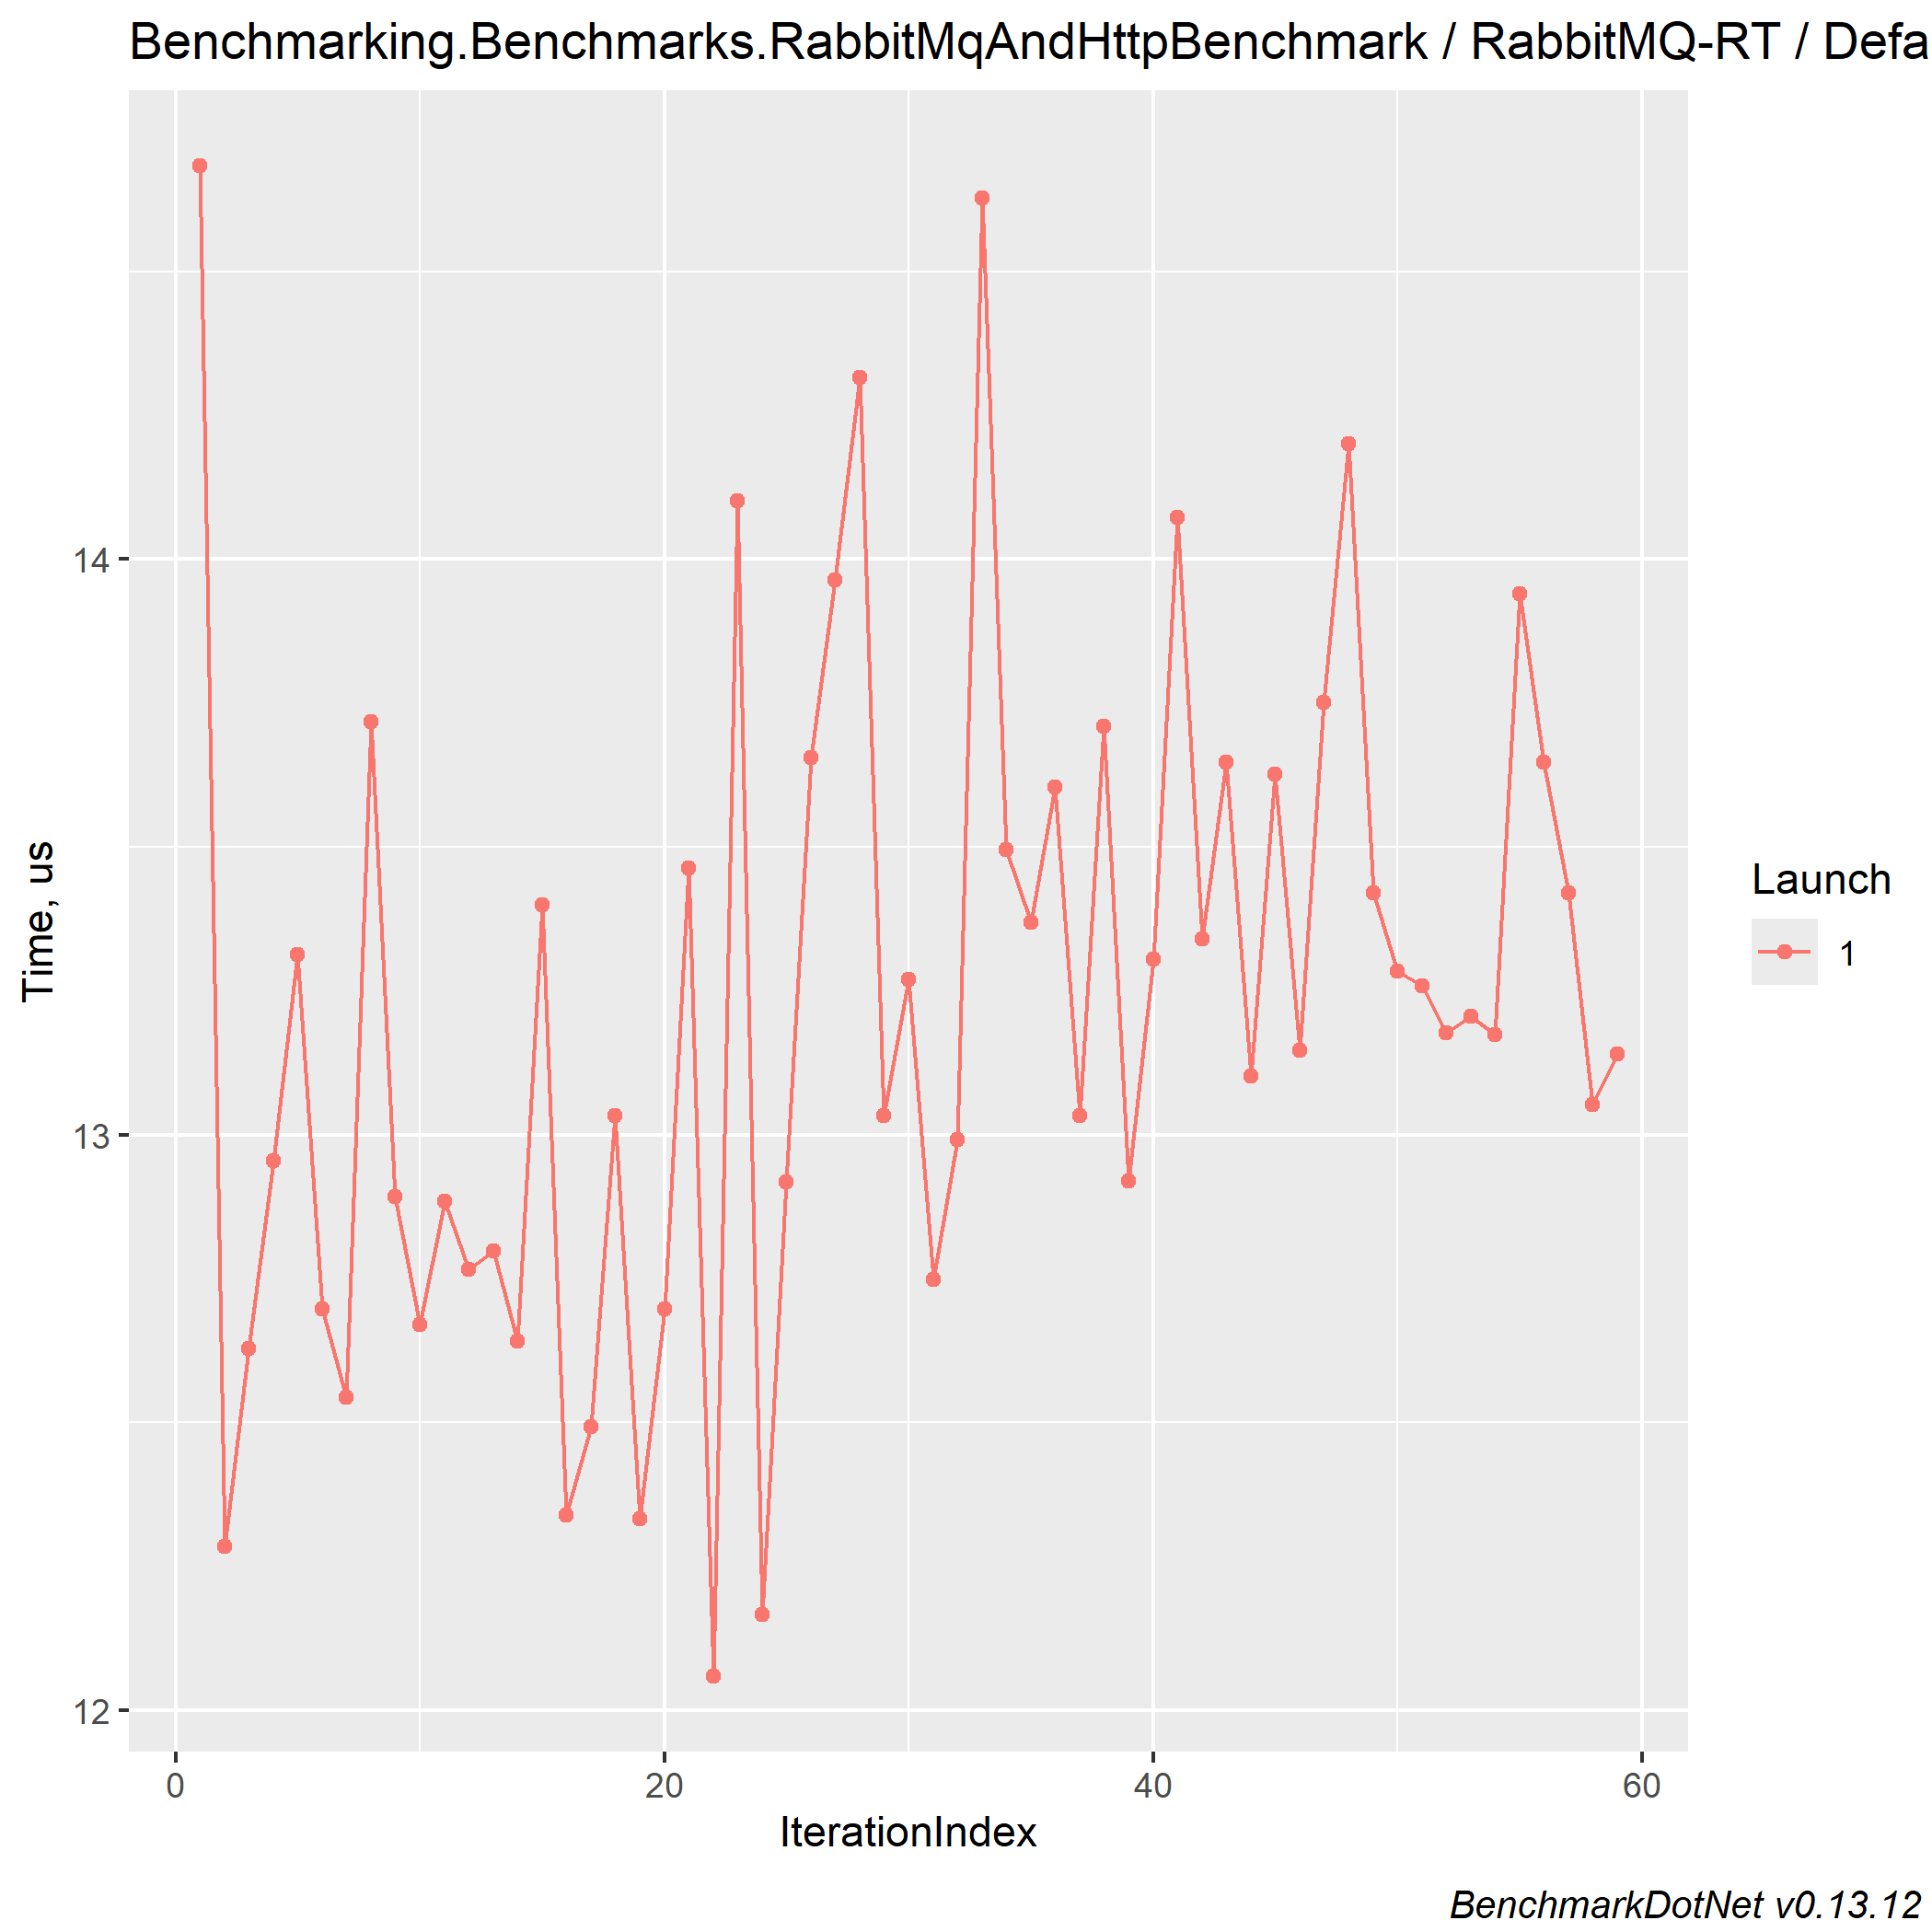 Benchmarking.Benchmarks.RabbitMqAndHttpBenchmark / RabbitMQ-RT / Defa
Time, us
14
13
12
0 20 40 60
IterationIndex
Launch
1
BenchmarkDotNet v0.13.12